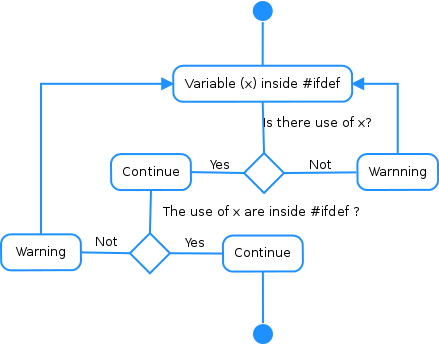 Variable (x) inside #ifdef
Is there use of x?
Continue
Yes
Not
Warnning
The use of x are inside #ifdef ?
Warning
Not
Yes
Continue